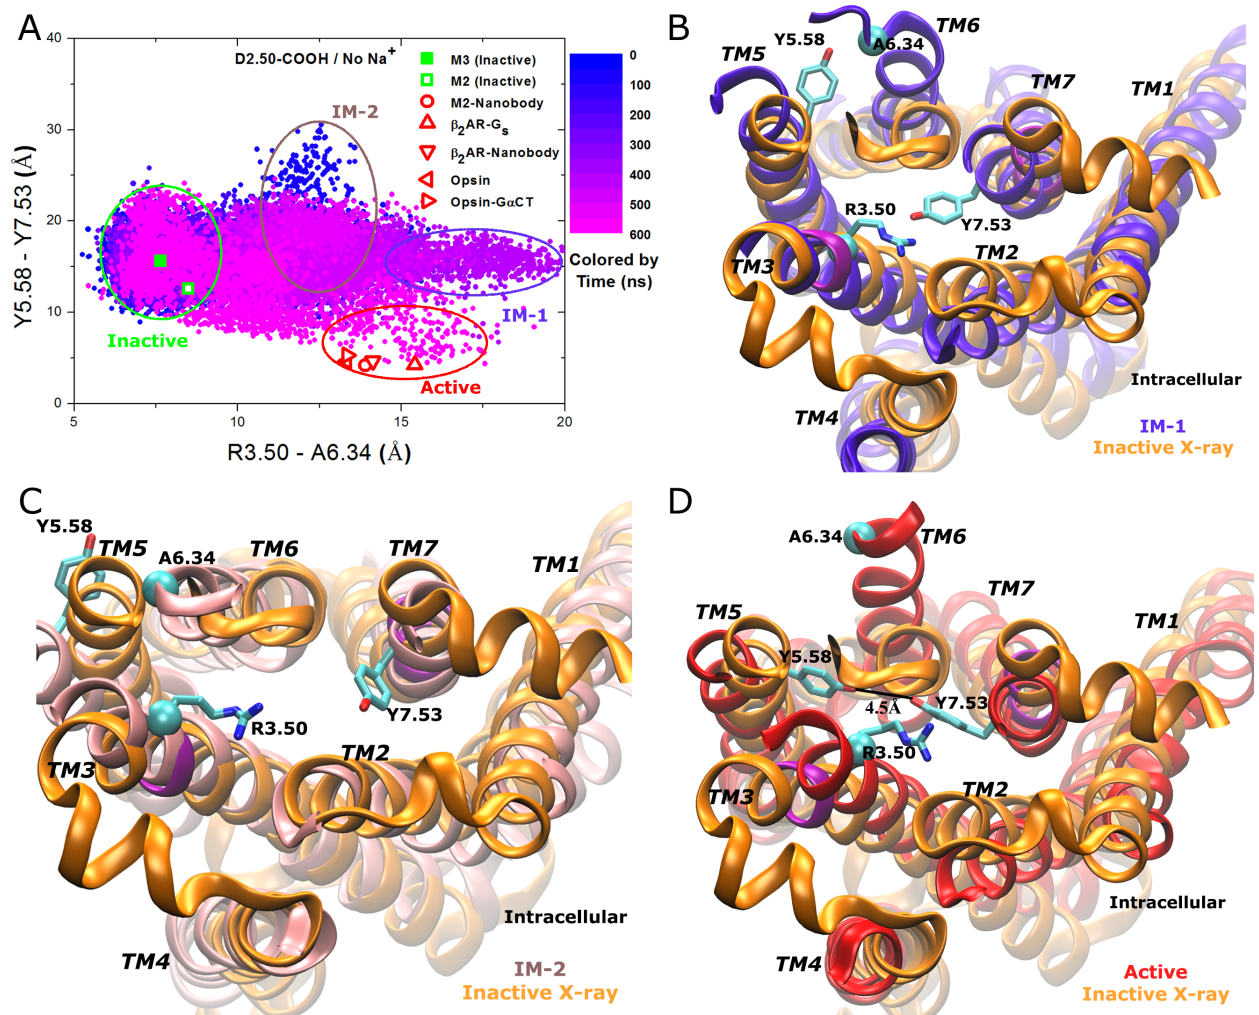 A
D2.50-COOH / No Na+
M3 (Inactive)
M2 (Inactive)
M2-Nanobody
β2AR-Gs
β2AR-Nanobody
Opsin
Opsin-GαCT
0
100
200
300
400
500
600
Colored by
Time (ns)
IM-2
IM-1
Inactive
Active
40
30
20
10
0
5
10
15
20
Y5.58 - Y7.53 (Å)
R3.50 - A6.34 (Å)
B
TM6
Y5.58
A6.34
TM5
TM7
TM1
R3.50
Y7.53
TM3
TM2
TM4
Intracellular
IM-1
Inactive X-ray
C
Y5.58
TM5
TM6
TM7
A6.34
TM1
Y7.53
R3.50
TM2
TM3
TM4
Intracellular
IM-2
Inactive X-ray
D
A6.34
TM6
TM7
TM5
TM1
Y5.58
Y7.53
4.5Å
R3.50
TM3
TM2
TM4
Intracellular
Active
Inactive X-ray